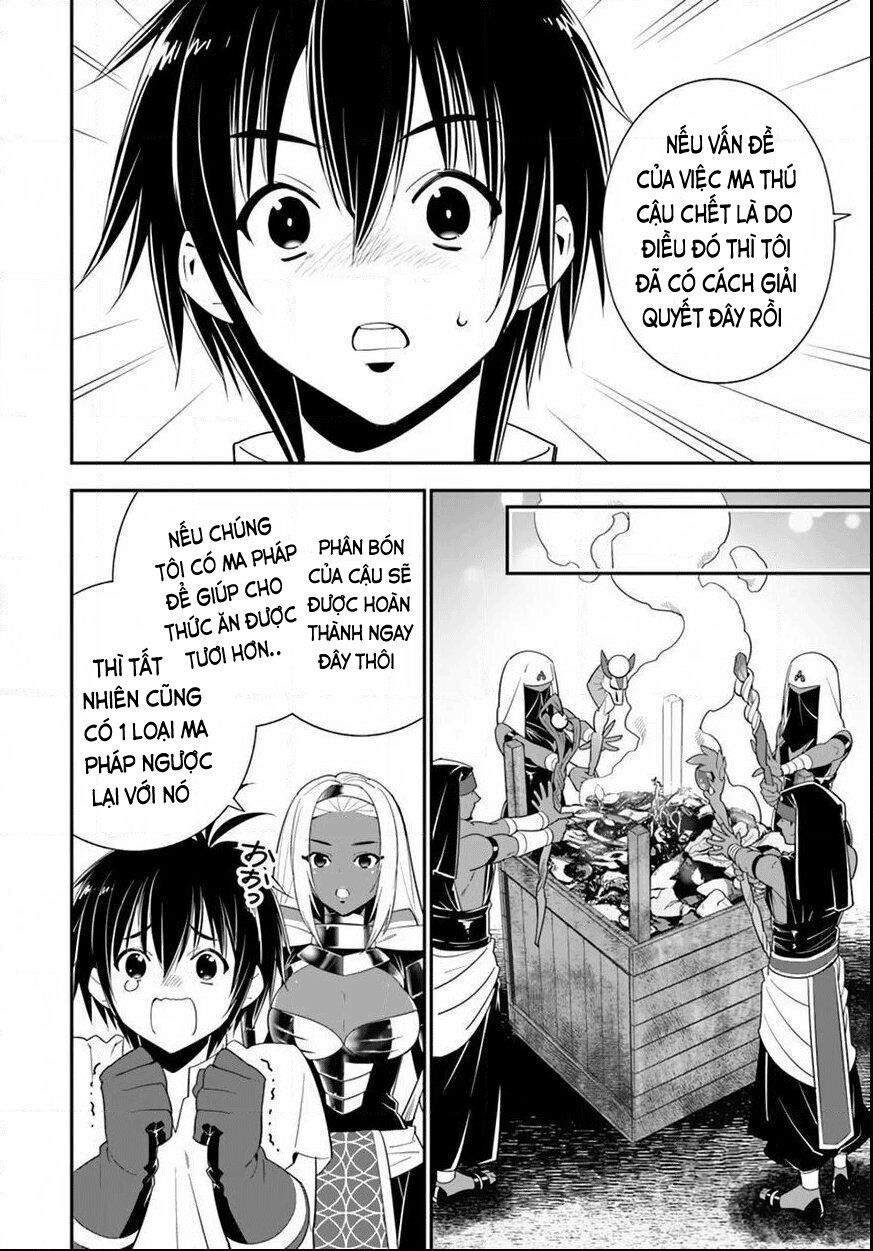 NẾU VẤN ĐỀ
CỦA VIỆC MA THÚ
CẬU CHẾT LÀ DO
ĐIỀU ĐÓ THÌ TÔI
ĐÃ CÓ CÁCH GIẢI
QUYẾT ĐÂY RỒI
PHÂN BÓN
CỦA CẬU SẼ
ĐƯỢC HOÀN
THÀNH NGAY
ĐÂY THÔI
NẾU CHÚNG
TÔI CÓ MA PHÁP
ĐỂ GIÚP CHO
THỨC ĂN ĐƯỢC
TƯƠI HƠN..
THÌ TẤT
NHIÊN CŨNG
CÓ 1 LOẠI MA
PHÁP NGƯỢC
LẠI VỚI NÓ
おおっ